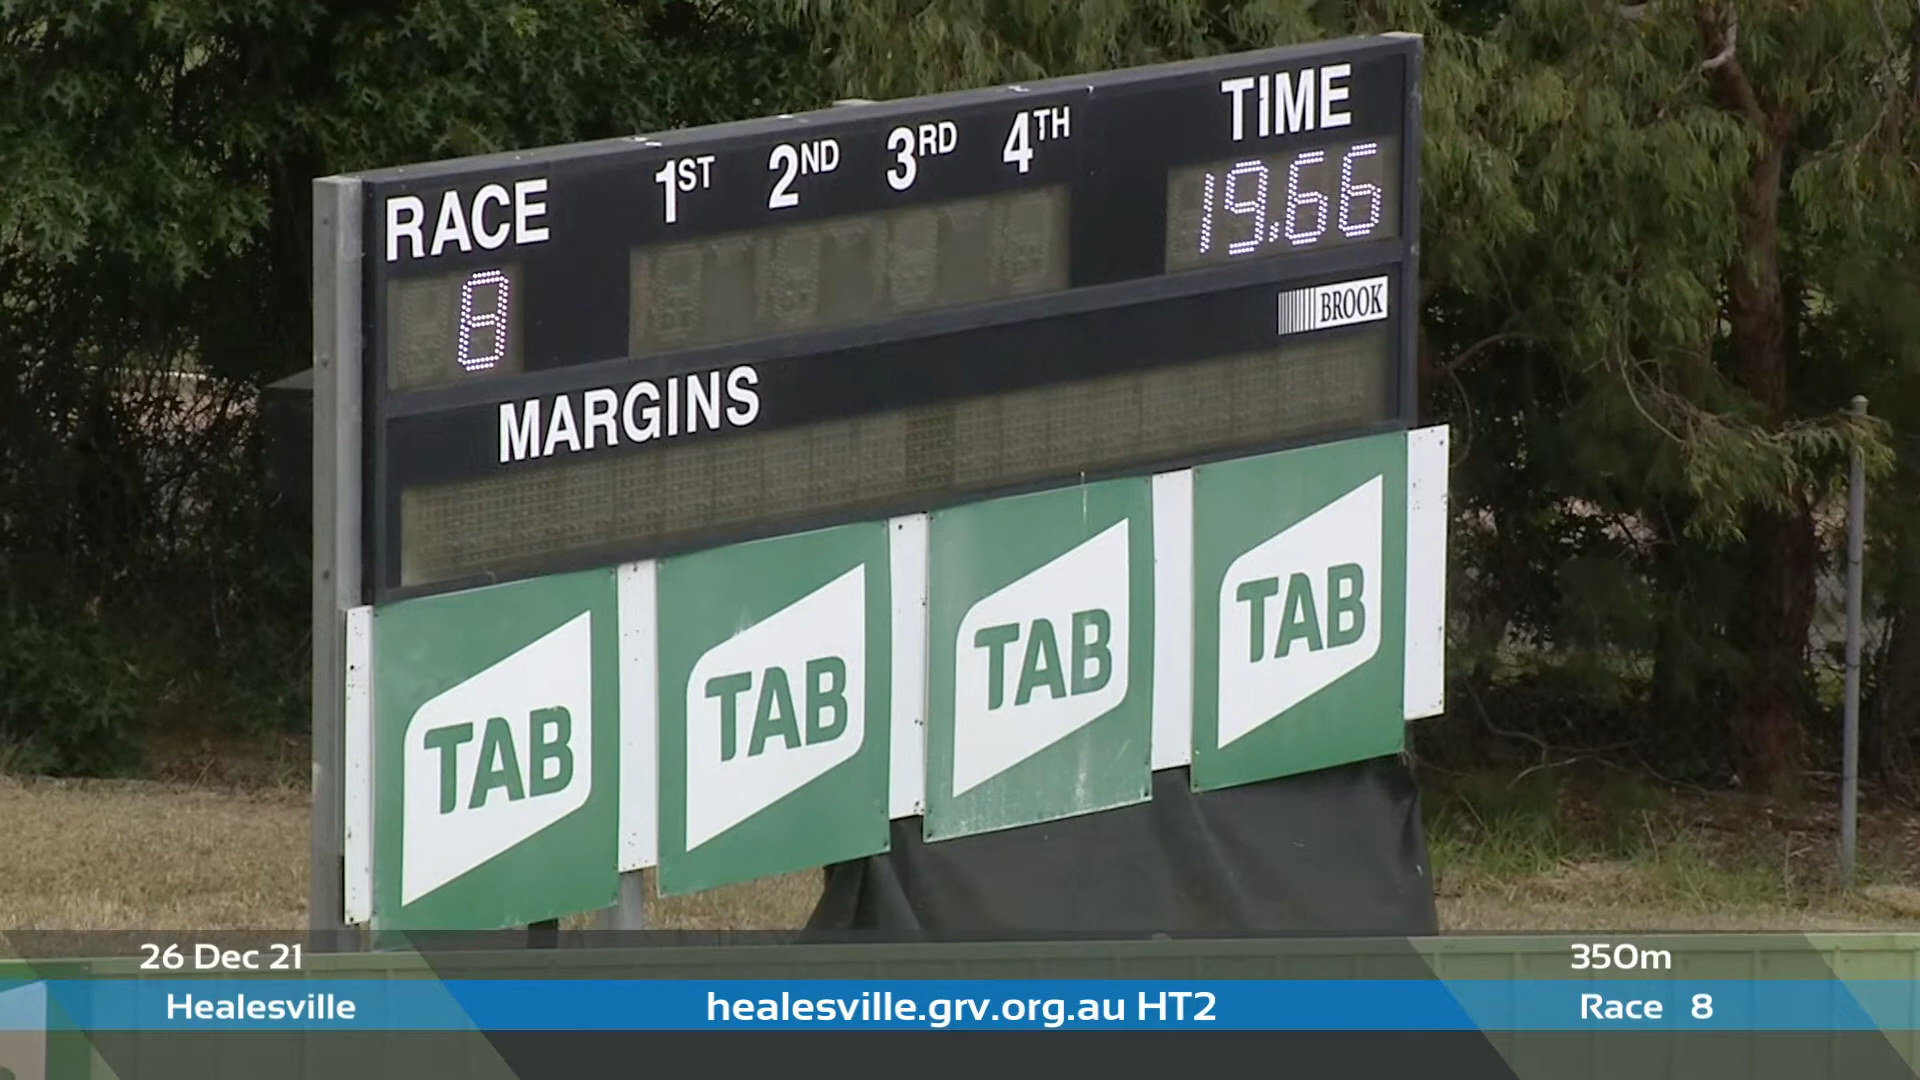 RACE 1ST 2ND 3RD 4TH TIME
8 19.66
BROOK
MARGINS
TAB TAB TAB TAB
26 Dec 21 350m
Healesville healesville.grv.org.au HT2 Race 8